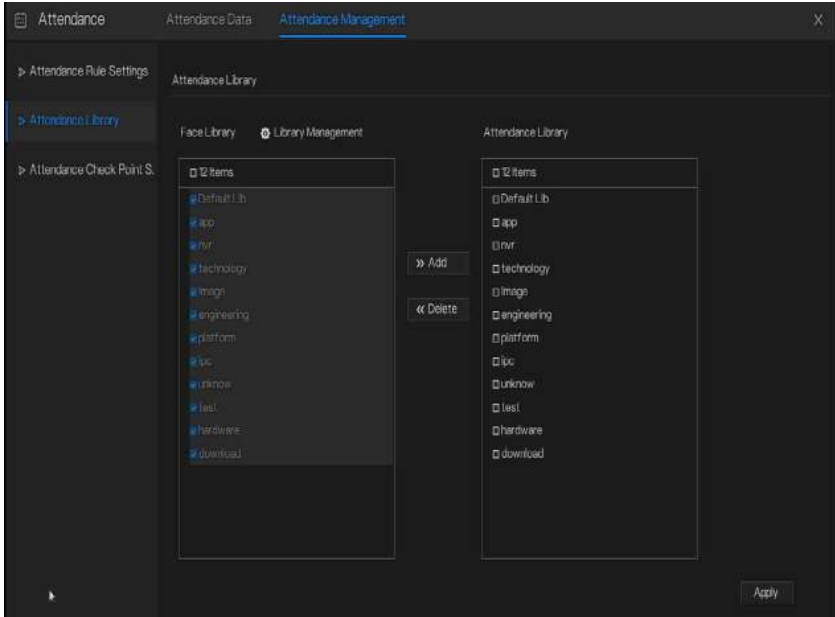 Attendance
Attendance Data
Attendance Management
X
Attendance Rule Settings
Attendance Library
Attendance Check Point S.
Attendance Library
Face Library
Library Management
Attendance Library
12 Items
Default Lib
app
nvr
technology
Image
engineering
platform
ipc
unknow
test
hardware
download
>> Add
<< Delete
12 Items
Default Lib
app
nvr
technology
Image
engineering
platform
ipc
unknow
test
hardware
download
Apply